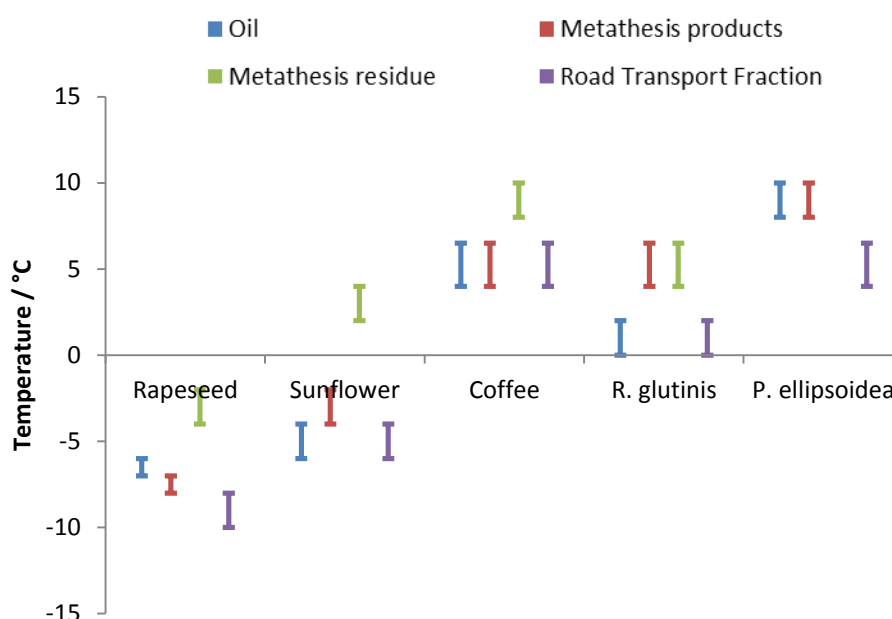 Oil Metathesis products
Metathesis residue Road Transport Fraction
15
10
5
0
-5
-10
-15
Temperature / °C
Rapeseed Sunflower Coffee R. glutinis P. ellipsoidea